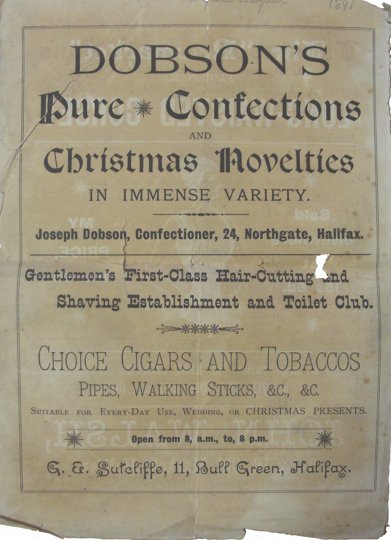 1891
DOBSON'S
Pure Confections
AND
Christmas Novelties
IN IMMENSE VARIETY.
Joseph Dobson, Confectioner, 24, Northgate, Halifax.
Gentlemen's First-Class Hair-Cutting and
Shaving Establishment and Toilet Club.
CHOICE CIGARS AND TOBACCOS
PIPES, WALKING STICKS, &C., &C.
SUITABLE FOR EVERY-DAY USE, WEDDING, OR CHRISTMAS PRESENTS.
Open from 8, a.m., to, 8 p.m.
G. E. Sutcliffe, 11, Bull Green, Halifax.